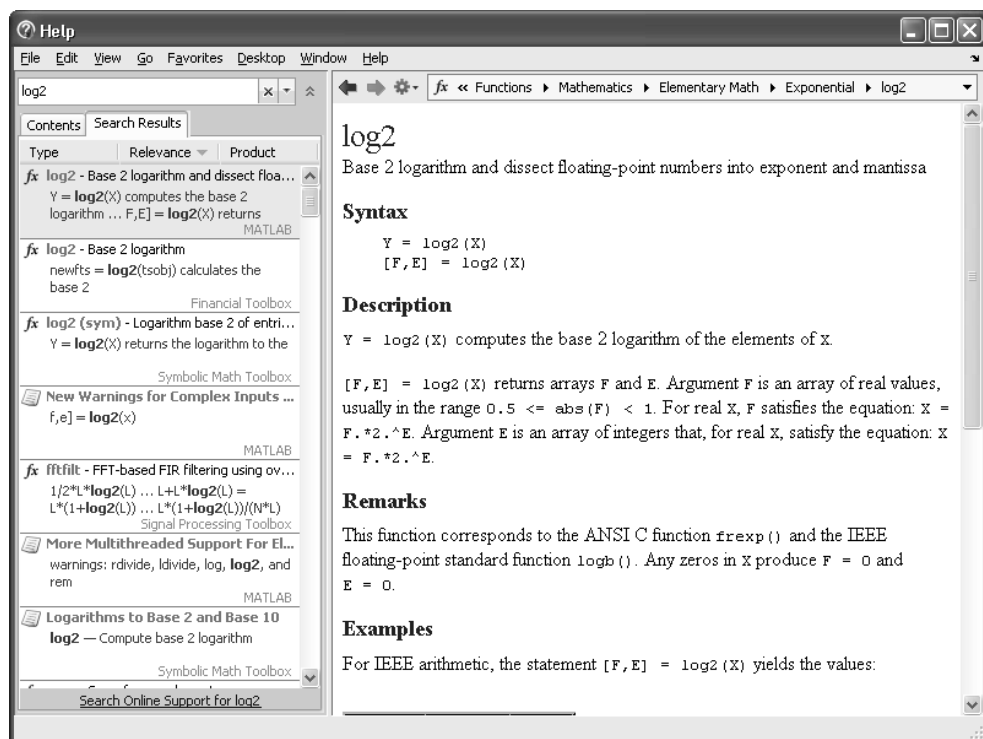 Help
File Edit View Go Favorites Desktop Window Help
log2
Contents Search Results
Type Relevance Product
fx log2 - Base 2 logarithm and dissect floa...
Y = log2(X) computes the base 2
logarithm ... F,E] = log2(X) returns
MATLAB
fx log2 - Base 2 logarithm
newfts = log2(tsobj) calculates the
base 2
Financial Toolbox
fx log2 (sym) - Logarithm base 2 of entri...
Y = log2(X) returns the logarithm to the
Symbolic Math Toolbox
New Warnings for Complex Inputs ...
f,e] = log2(x)
MATLAB
fx fftfilt - FFT-based FIR filtering using ov...
1/2*L*log2(L) ... L+L*log2(L) =
L*(1+log2(L)) ... L*(1+log2(L))/(N*L)
Signal Processing Toolbox
More Multithreaded Support For El...
warnings: rdivide, ldivide, log, log2, and
rem
MATLAB
Logarithms to Base 2 and Base 10
log2 — Compute base 2 logarithm
Symbolic Math Toolbox
Search Online Support for log2
fx « Functions ▸ Mathematics ▸ Elementary Math ▸ Exponential ▸ log2
log2
Base 2 logarithm and dissect floating-point numbers into exponent and mantissa
Syntax
Y = log2(X)
[F,E] = log2(X)
Description
Y = log2(X) computes the base 2 logarithm of the elements of X.
[F,E] = log2(X) returns arrays F and E. Argument F is an array of real values,
usually in the range 0.5 <= abs(F) < 1. For real X, F satisfies the equation: X =
F.*2.^E. Argument E is an array of integers that, for real X, satisfy the equation: X
= F.*2.^E.
Remarks
This function corresponds to the ANSI C function frexp() and the IEEE
floating-point standard function logb(). Any zeros in X produce F = 0 and
E = 0.
Examples
For IEEE arithmetic, the statement [F,E] = log2(X) yields the values: